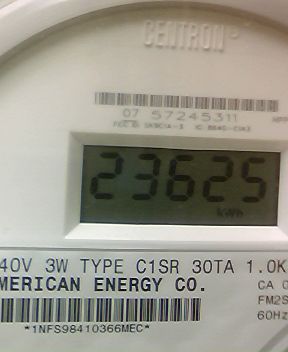 CENTRON
07 57245311
23625
kWh
40V 3W TYPE C1SR 30TA 1.0K
MERICAN ENERGY CO.
CA
FM2S
60Hz
*1NFS98410366MEC*